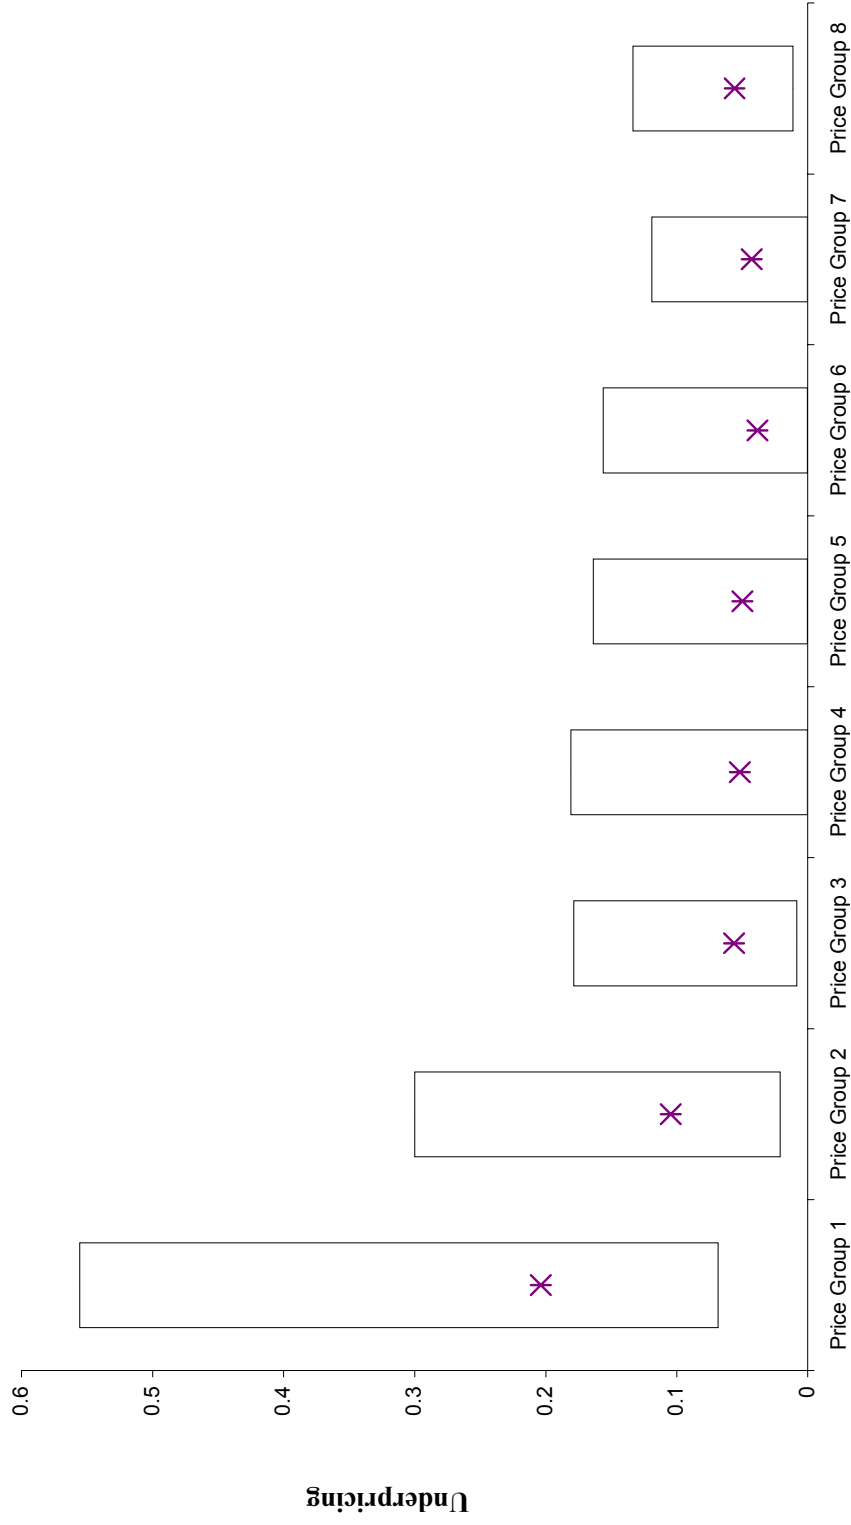 Underpricing
0.6
0.5
0.4
0.3
0.2
0.1
0
Price Group 1
Price Group 2
Price Group 3
Price Group 4
Price Group 5
Price Group 6
Price Group 7
Price Group 8